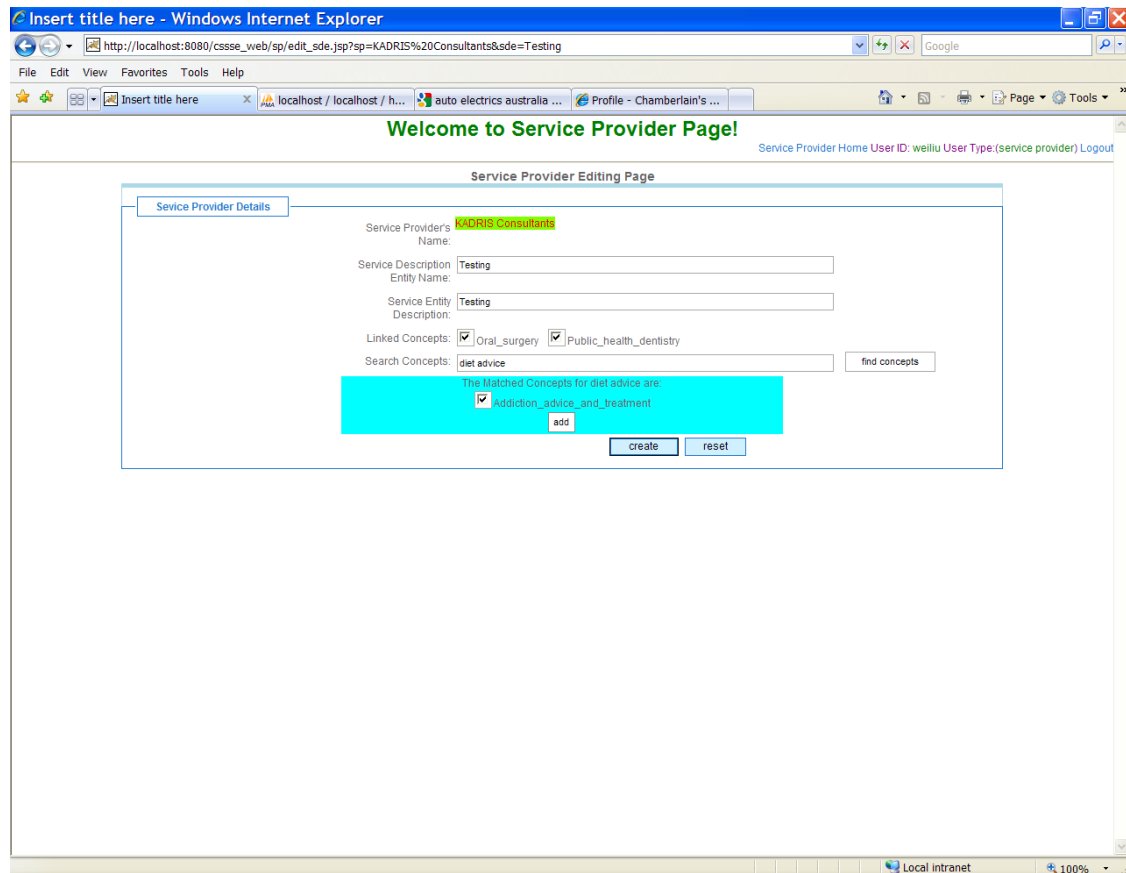 Insert title here - Windows Internet Explorer
http://localhost:8080/cssse_web/sp/edit_sde.jsp?sp=KADRIS%20Consultants&sde=Testing
Google
File Edit View Favorites Tools Help
Insert title here X localhost / localhost / h... auto electrics australia ... Profile - Chamberlain's ... Page Tools »
Welcome to Service Provider Page!
Service Provider Home User ID: weiliu User Type:(service provider) Logout
Service Provider Editing Page
Sevice Provider Details
Service Provider's Name: KADRIS Consultants
Service Description Entity Name: Testing
Service Entity Description: Testing
Linked Concepts: Oral_surgery Public_health_dentistry
Search Concepts: diet advice find concepts
The Matched Concepts for diet advice are:
Addiction_advice_and_treatment
add
create reset
Local intranet 100%